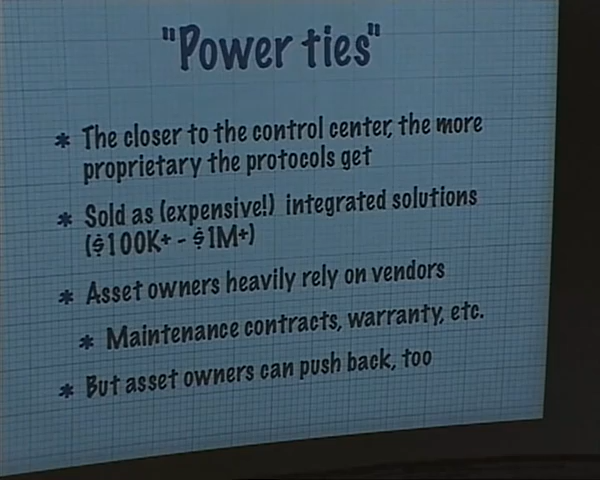 "Power ties"
* The closer to the control center, the more
proprietary the protocols get
* Sold as (expensive!) integrated solutions
($100K+ - $1M+)
* Asset owners heavily rely on vendors
* Maintenance contracts, warranty, etc.
* But asset owners can push back, too